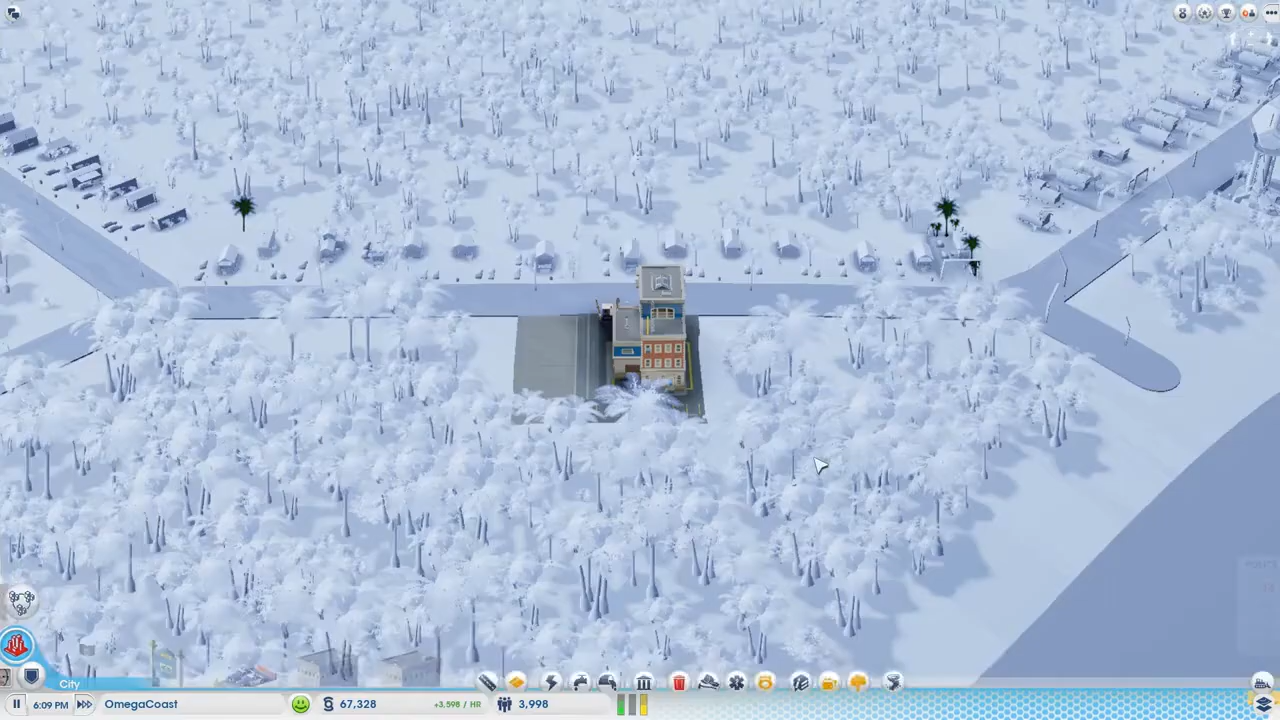 City
6:09 PM
OmegaCoast
67,328
+3,598 / HR
3,998